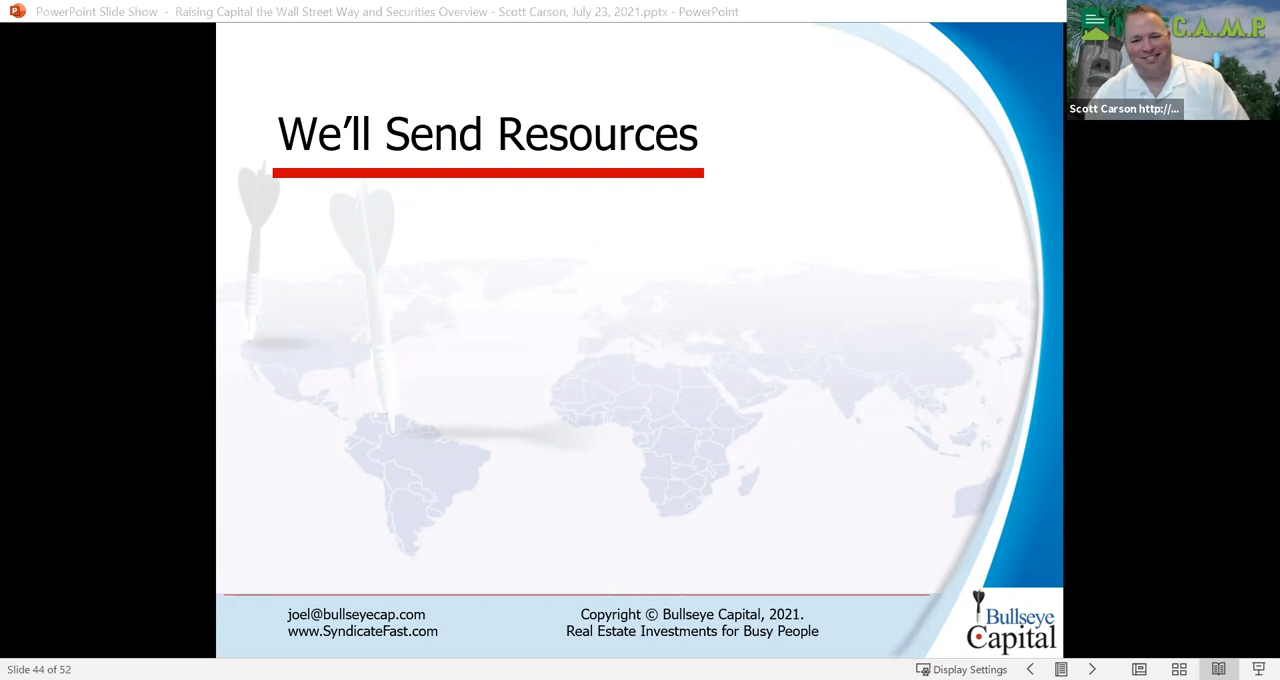 PowerPoint Slide Show - Raising Capital the Wall Street Way and Securities Overview - Scott Carson, July 23, 2021.pptx - PowerPoint
C.A.M.P.
Scott Carson http://...
We'll Send Resources
joel@bullseyecap.com
www.SyndicateFast.com
Copyright © Bullseye Capital, 2021.
Real Estate Investments for Busy People
Bullseye
Capital
Slide 44 of 52
Display Settings